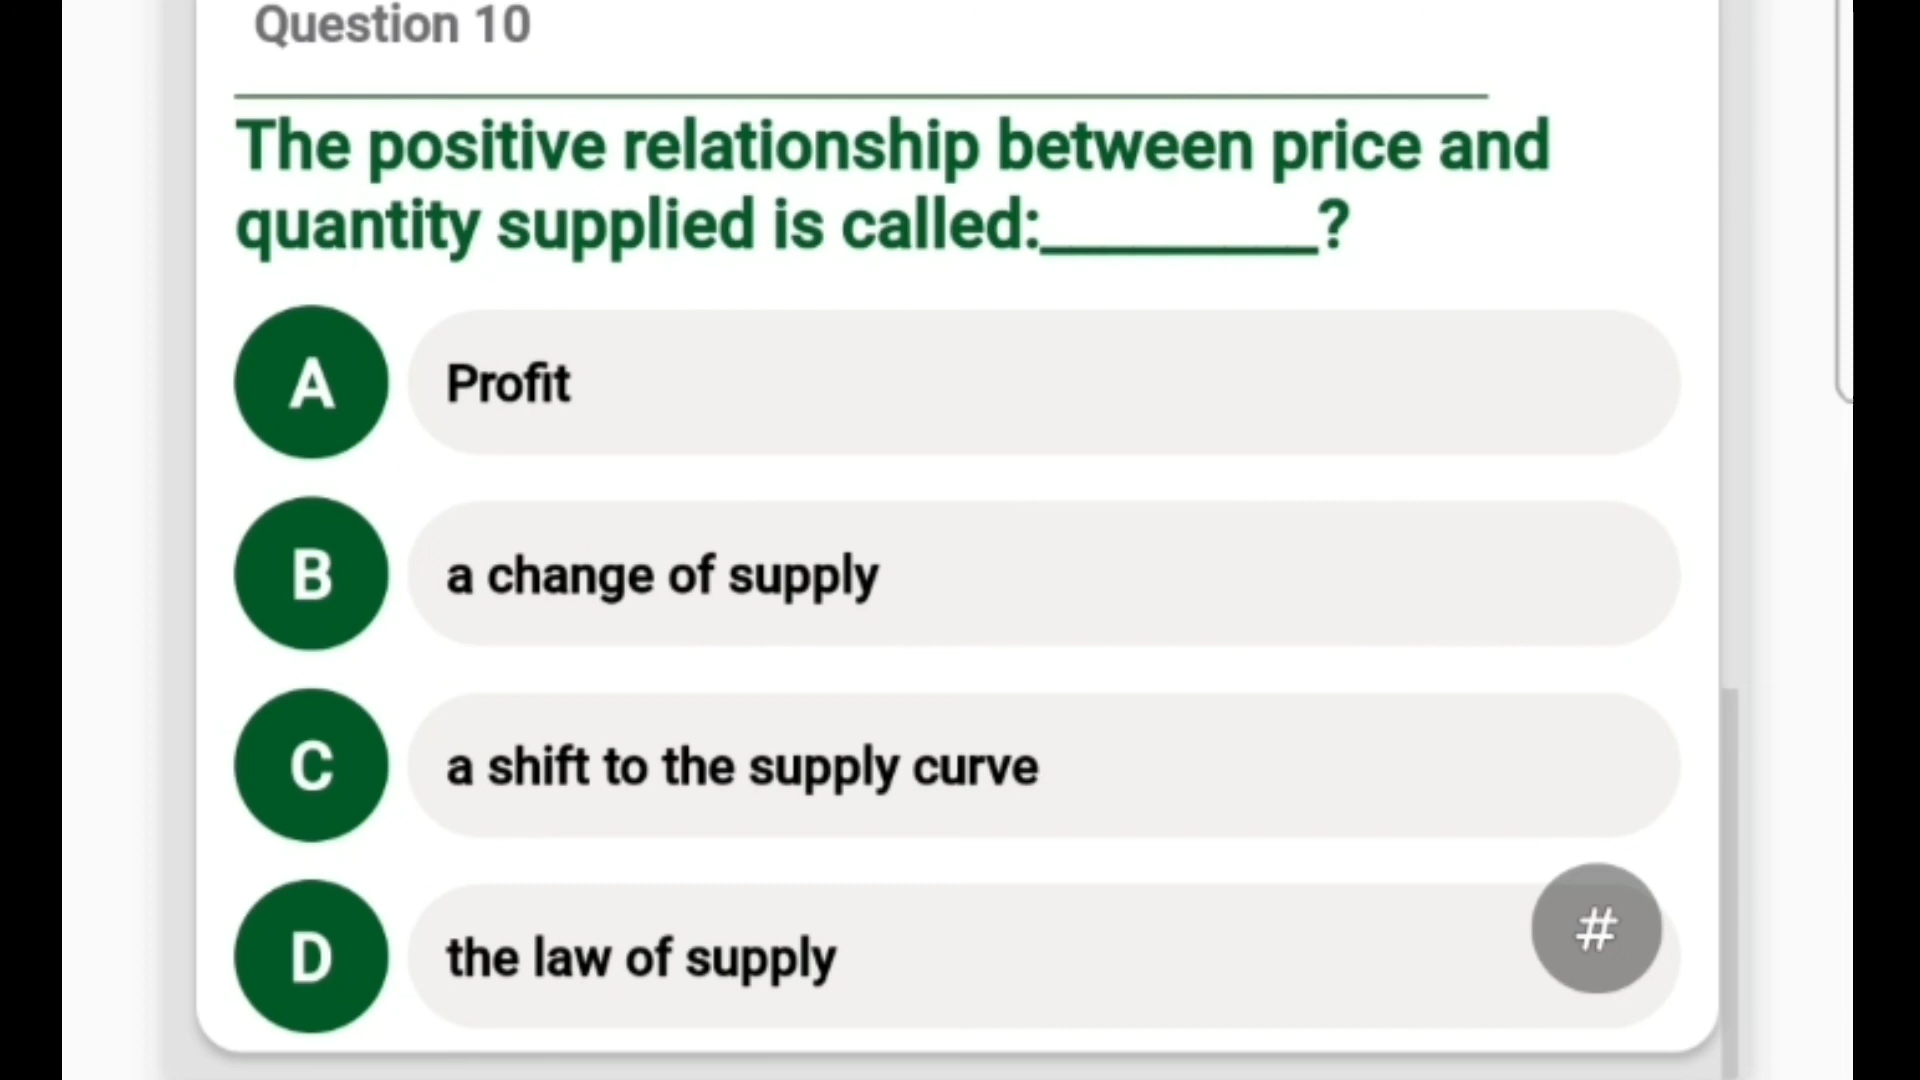 Question 10
The positive relationship between price and
quantity supplied is called:_________?
A
Profit
B
a change of supply
C
a shift to the supply curve
D
the law of supply
#